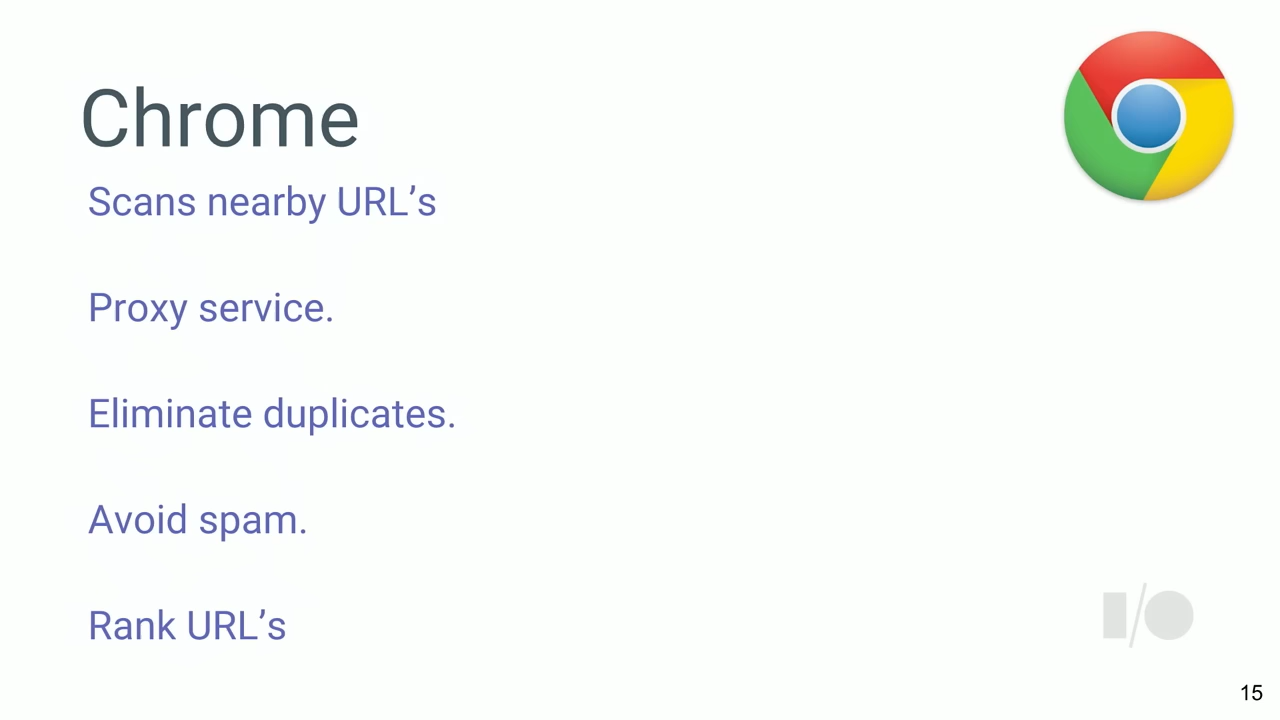 Chrome
Scans nearby URL’s
Proxy service.
Eliminate duplicates.
Avoid spam.
Rank URL’s
I/O
15